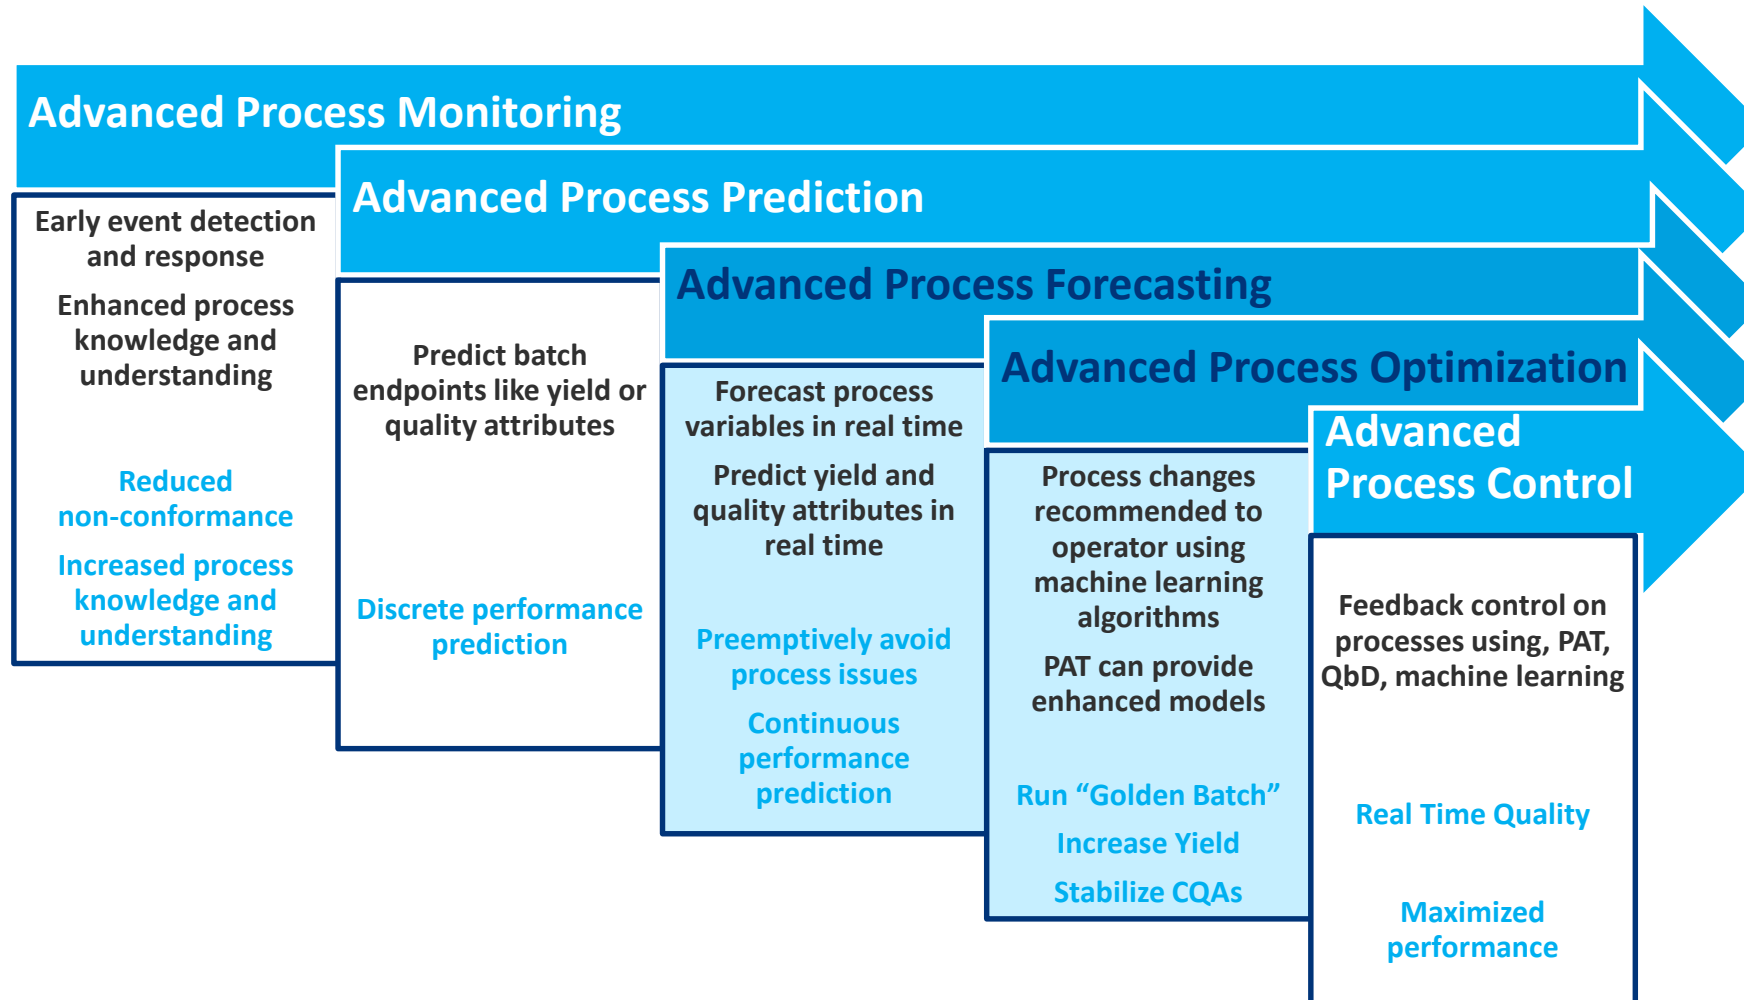 Advanced Process Monitoring
Early event detection
and response
Enhanced process
knowledge and
understanding
Reduced
non-conformance
Increased process
knowledge and
understanding
Advanced Process Prediction
Predict batch
endpoints like yield or
quality attributes
Discrete performance
prediction
Advanced Process Forecasting
Forecast process
variables in real time
Predict yield and
quality attributes in
real time
Preemptively avoid
process issues
Continuous
performance
prediction
Advanced Process Optimization
Process changes
recommended to
operator using
machine learning
algorithms
PAT can provide
enhanced models
Run “Golden Batch”
Increase Yield
Stabilize CQAs
Advanced
Process Control
Feedback control on
processes using, PAT,
QbD, machine learning
Real Time Quality
Maximized
performance